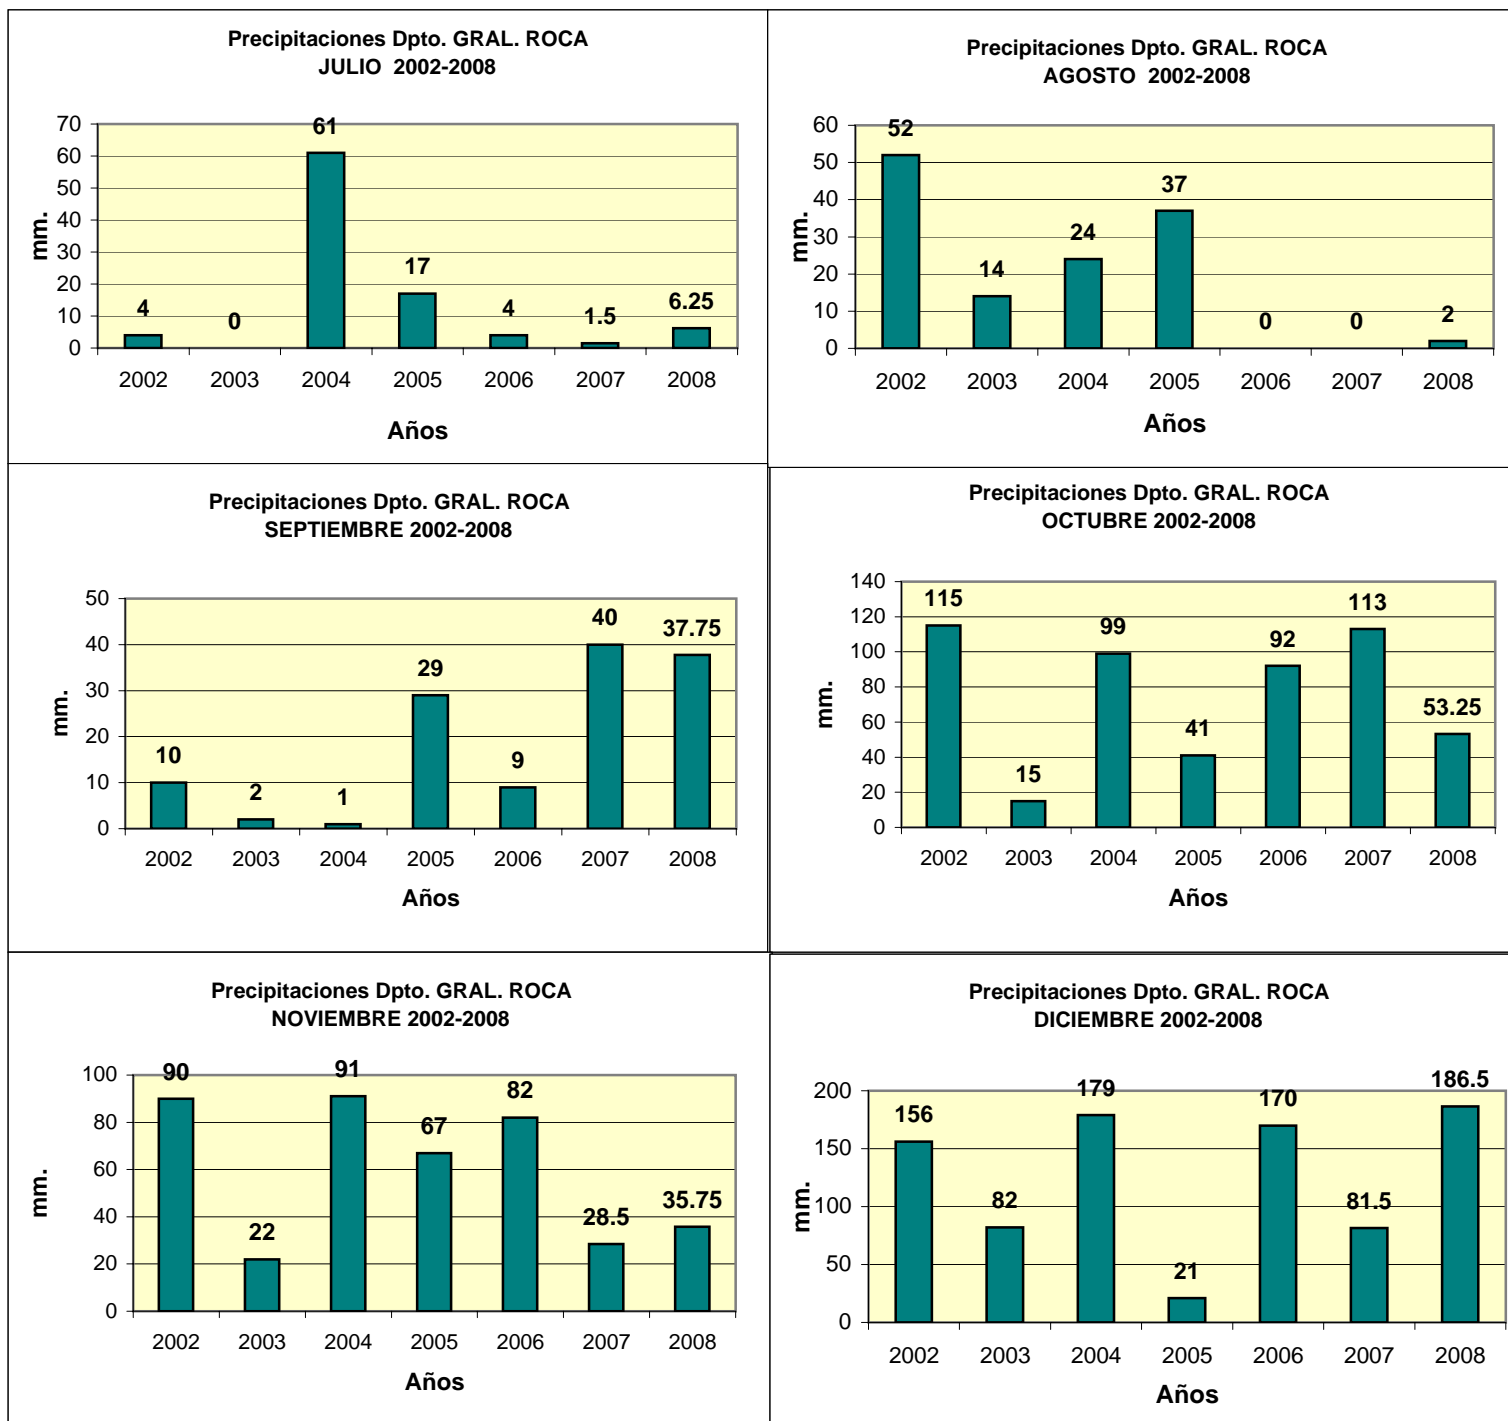 Precipitaciones Dpto. GRAL. ROCA
JULIO 2002-2008
70
60
50
40
30
20
10
0
mm.
4
0
61
17
4
1.5
6.25
2002 2003 2004 2005 2006 2007 2008
Años
Precipitaciones Dpto. GRAL. ROCA
AGOSTO 2002-2008
60
50
40
30
20
10
0
mm.
52
14
24
37
0
0
2
2002 2003 2004 2005 2006 2007 2008
Años
Precipitaciones Dpto. GRAL. ROCA
SEPTIEMBRE 2002-2008
50
40
30
20
10
0
mm.
10
2
1
29
9
40
37.75
2002 2003 2004 2005 2006 2007 2008
Años
Precipitaciones Dpto. GRAL. ROCA
OCTUBRE 2002-2008
140
120
100
80
60
40
20
0
mm.
115
15
99
41
92
113
53.25
2002 2003 2004 2005 2006 2007 2008
Años
Precipitaciones Dpto. GRAL. ROCA
NOVIEMBRE 2002-2008
100
80
60
40
20
0
mm.
90
22
91
67
82
28.5
35.75
2002 2003 2004 2005 2006 2007 2008
Años
Precipitaciones Dpto. GRAL. ROCA
DICIEMBRE 2002-2008
200
150
100
50
0
mm.
156
82
179
21
170
81.5
186.5
2002 2003 2004 2005 2006 2007 2008
Años